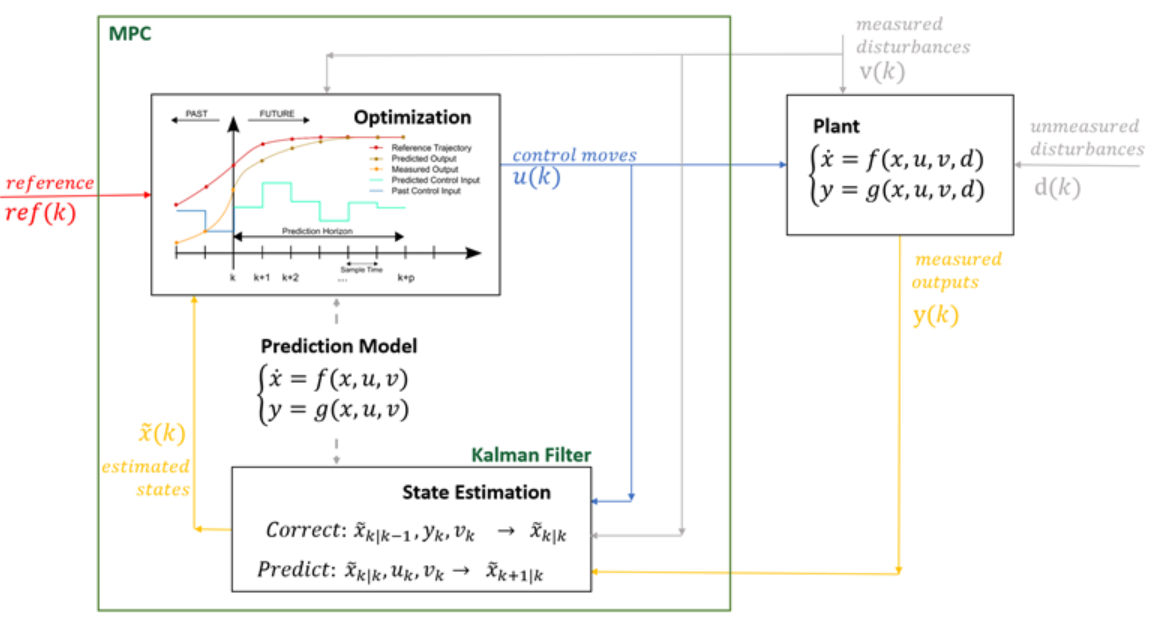 MPC
measured
disturbances
v(k)
PAST
FUTURE
Optimization
Reference Trajectory
Predicted Output
Measured Output
Predicted Control Input
Past Control Input
Prediction Horizon
Sample Time
k
k+1
k+2
...
k+p
reference
ref(k)
control moves
u(k)
Plant
{ẋ = f(x, u, v, d)
y = g(x, u, v, d)
unmeasured
disturbances
d(k)
measured
outputs
y(k)
Prediction Model
{ẋ = f(x, u, v)
y = g(x, u, v)
x̃(k)
estimated
states
Kalman Filter
State Estimation
Correct: x̃ₖ|ₖ₋₁, yₖ, vₖ → x̃ₖ|ₖ
Predict: x̃ₖ|ₖ, uₖ, vₖ → x̃ₖ₊₁|ₖ